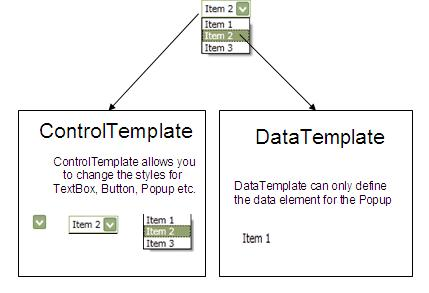 Item 2
Item 1
Item 2
Item 3
ControlTemplate
ControlTemplate allows you
to change the styles for
TextBox, Button, Popup etc.
Item 2
Item 1
Item 2
Item 3
DataTemplate
DataTemplate can only define
the data element for the Popup
Item 1